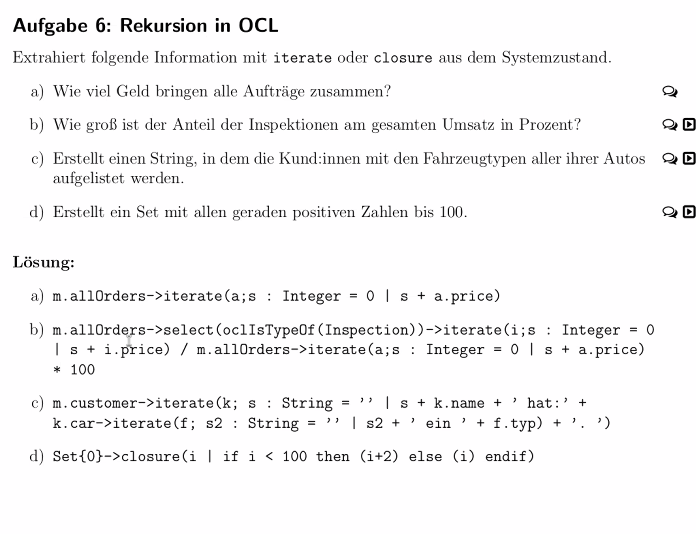 Aufgabe 6: Rekursion in OCL
Extrahiert folgende Information mit iterate oder closure aus dem Systemzustand.
a) Wie viel Geld bringen alle Aufträge zusammen?
b) Wie groß ist der Anteil der Inspektionen am gesamten Umsatz in Prozent?
c) Erstellt einen String, in dem die Kund:innen mit den Fahrzeugtypen aller ihrer Autos
aufgelistet werden.
d) Erstellt ein Set mit allen geraden positiven Zahlen bis 100.
Lösung:
a) m.allOrders->iterate(a;s : Integer = 0 | s + a.price)
b) m.allOrders->select(oclIsTypeOf(Inspection))->iterate(i;s : Integer = 0
| s + i.price) / m.allOrders->iterate(a;s : Integer = 0 | s + a.price)
* 100
c) m.customer->iterate(k; s : String = ’’ | s + k.name + ’ hat:’ +
k.car->iterate(f; s2 : String = ’’ | s2 + ’ ein ’ + f.typ) + ’. ’)
d) Set{0}->closure(i | if i < 100 then (i+2) else (i) endif)